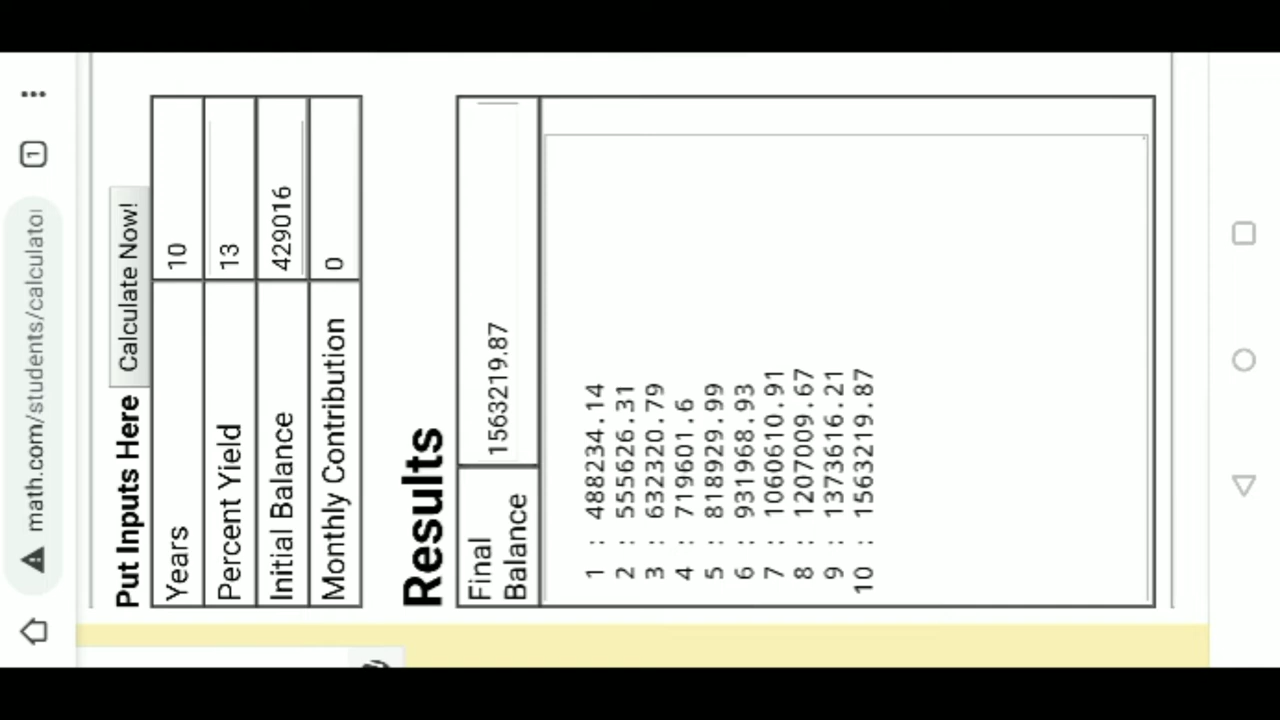 math.com/students/calculator
1
Put Inputs Here Calculate Now!
Years 10
Percent Yield 13
Initial Balance 429016
Monthly Contribution 0
Results
Final Balance 1563219.87
1 : 488234.14
2 : 555626.31
3 : 632320.79
4 : 719601.6
5 : 818929.99
6 : 931968.93
7 : 1060610.91
8 : 1207009.67
9 : 1373616.21
10 : 1563219.87